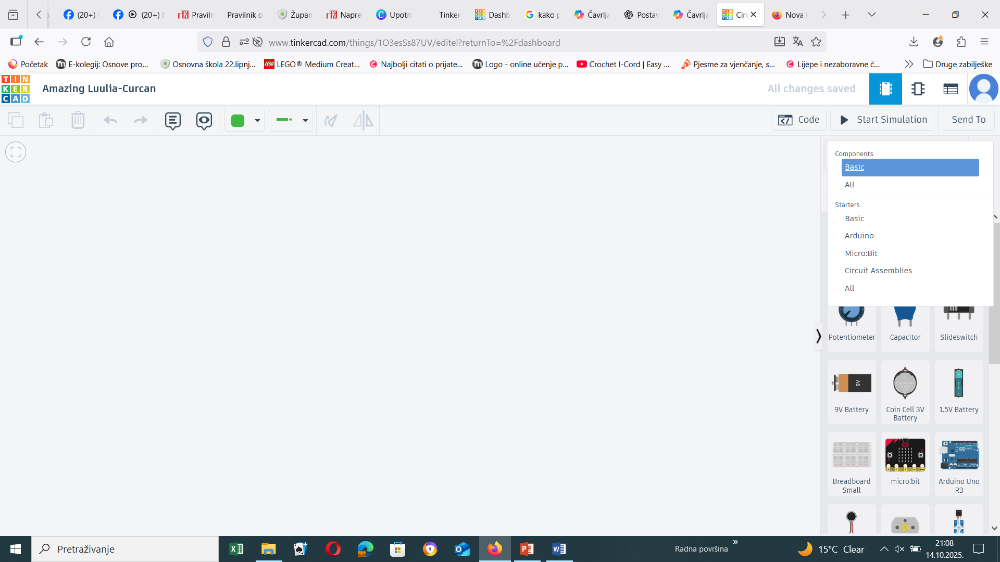 (20+)
(20+) F
Praviln
Pravilnik o
Župan
Napre
Upotri
Tinker
Dashb
kako p
Čavrlja
Postav
Čavrlja
Circ
Nova
www.tinkercad.com/things/1O3esSs87UV/editel?returnTo=%2Fdashboard
Početak
E-kolegij: Osnove pro...
Osnovna škola 22.lipnj...
LEGO® Medium Creat...
Najbolji citati o prijate...
Logo - online učenje p...
Crochet I-Cord | Easy ...
Pjesme za vjenčanje, s...
Lijepe i nezaboravne č...
Druge zabilješke
TIN
KER
CAD
Amazing Luulia-Curcan
All changes saved
Code
Start Simulation
Send To
Components
Basic
All
Starters
Basic
Arduino
Micro:Bit
Circuit Assemblies
All
Potentiometer
Capacitor
Slideswitch
9V
9V Battery
Coin Cell 3V
Battery
1.5V Battery
Breadboard
Small
micro:bit
Arduino Uno
R3
Pretraživanje
Radna površina
15°C Clear
21:08
14.10.2025.